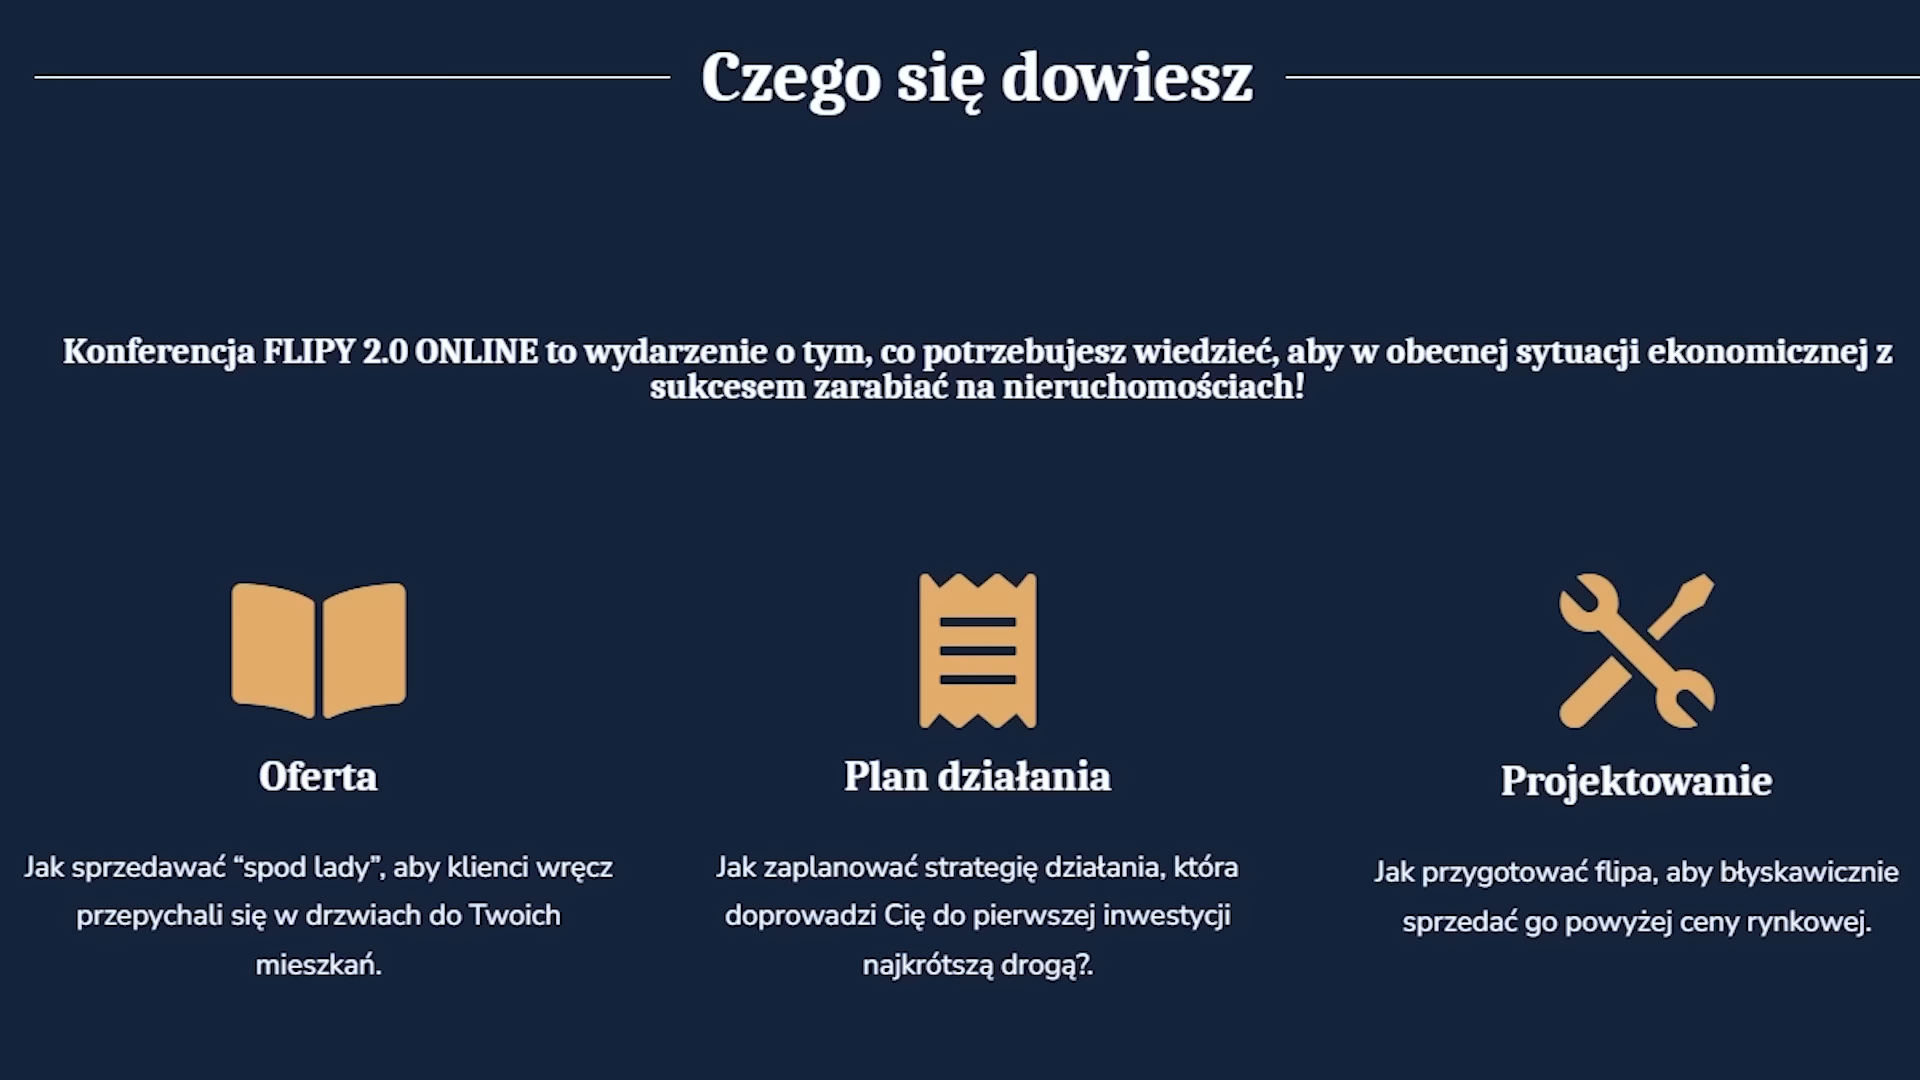 Czego się dowiesz
Konferencja FLIPY 2.0 ONLINE to wydarzenie o tym, co potrzebujesz wiedzieć, aby w obecnej sytuacji ekonomicznej z
sukcesem zarabiać na nieruchomościach!
Oferta
Jak sprzedawać “spod lady”, aby klienci wręcz
przepychali się w drzwiach do Twoich
mieszkań.
Plan działania
Jak zaplanować strategię działania, która
doprowadzi Cię do pierwszej inwestycji
najkrótszą drogą?.
Projektowanie
Jak przygotować flipa, aby błyskawicznie
sprzedać go powyżej ceny rynkowej.